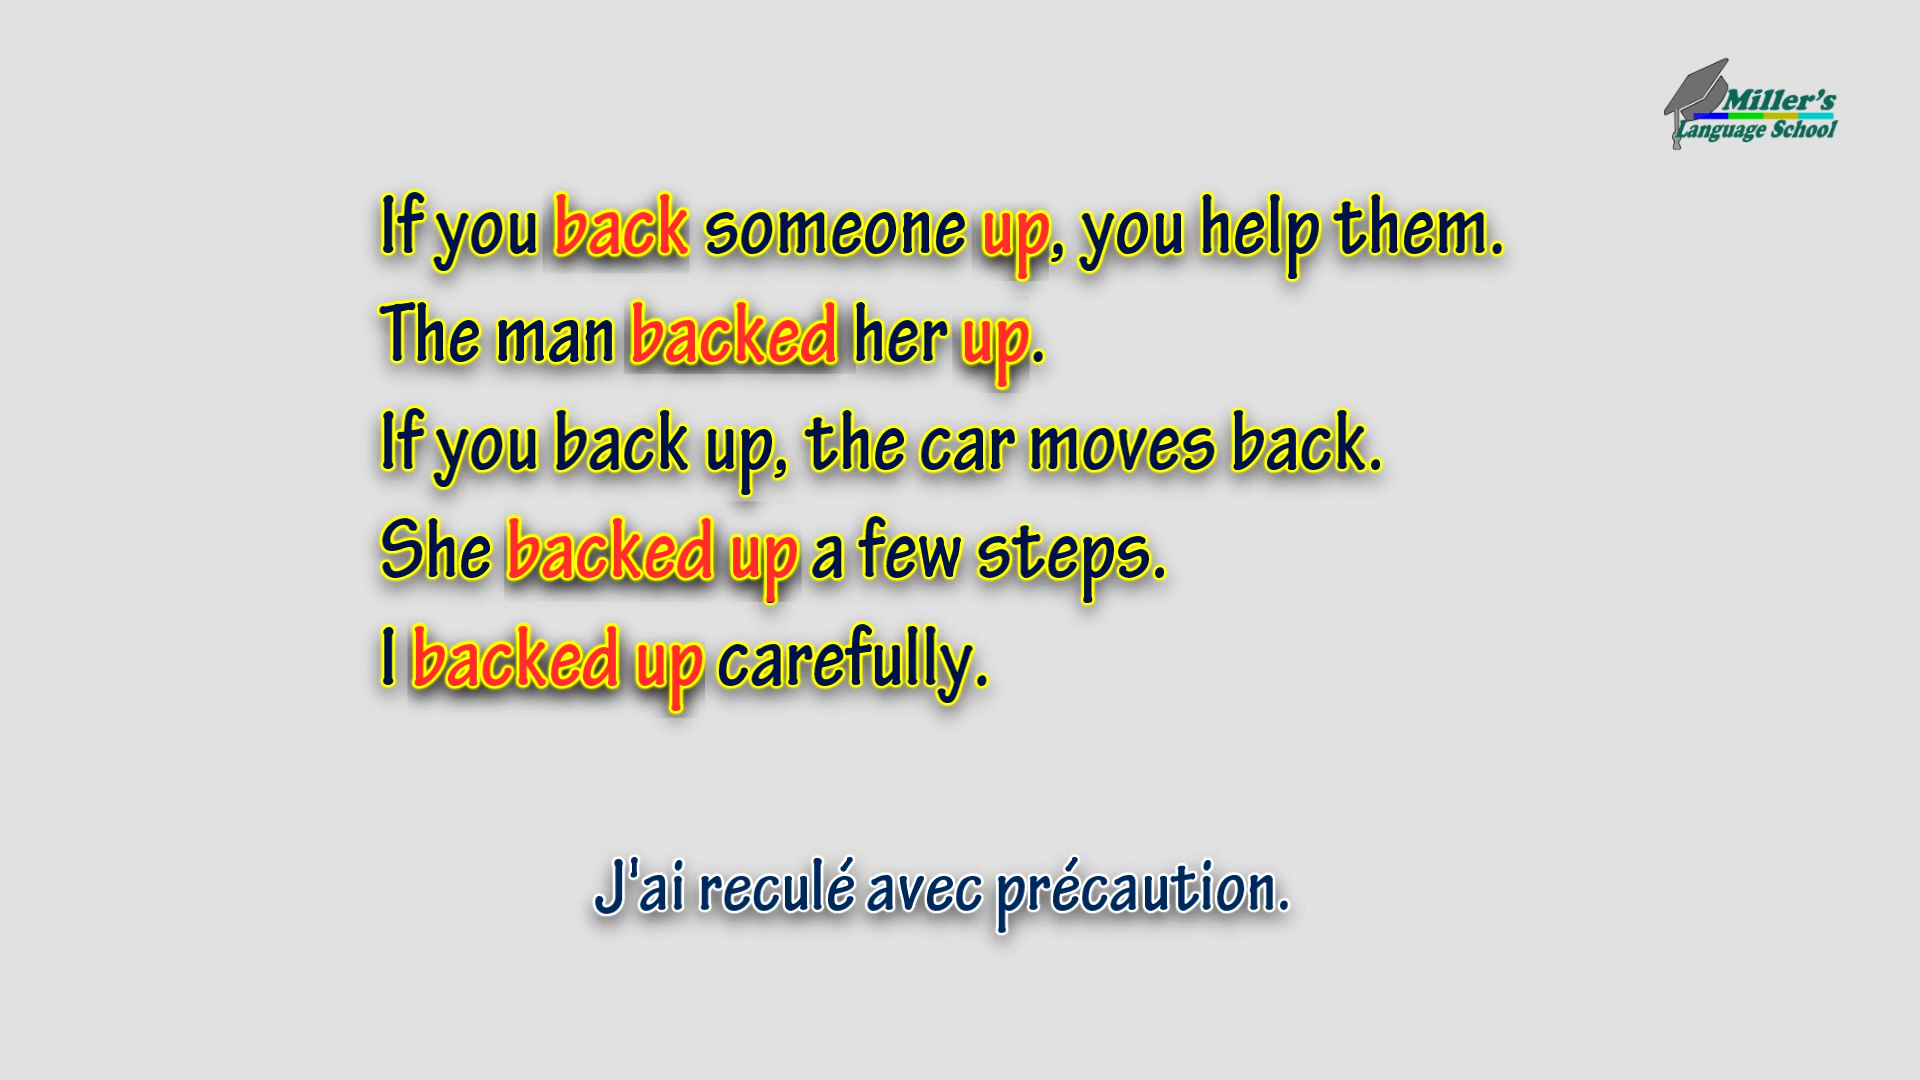 Miller's
Language School
If you back someone up, you help them.
The man backed her up.
If you back up, the car moves back.
She backed up a few steps.
I backed up carefully.
J'ai reculé avec précaution.